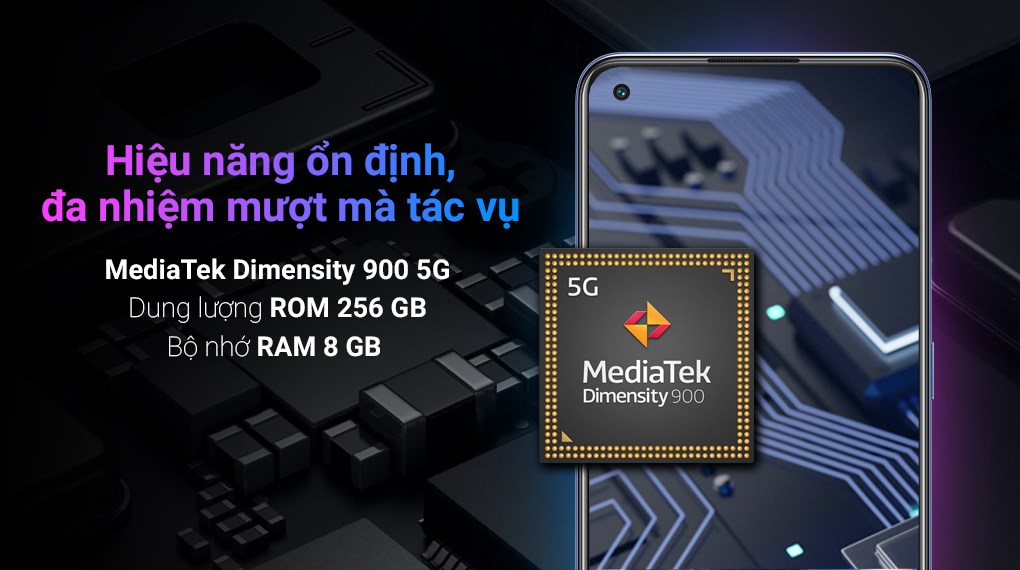 Hiệu năng ổn định,
đa nhiệm mượt mà tác vụ
MediaTek Dimensity 900 5G
Dung lượng ROM 256 GB
Bộ nhớ RAM 8 GB
5G
MediaTek
Dimensity 900